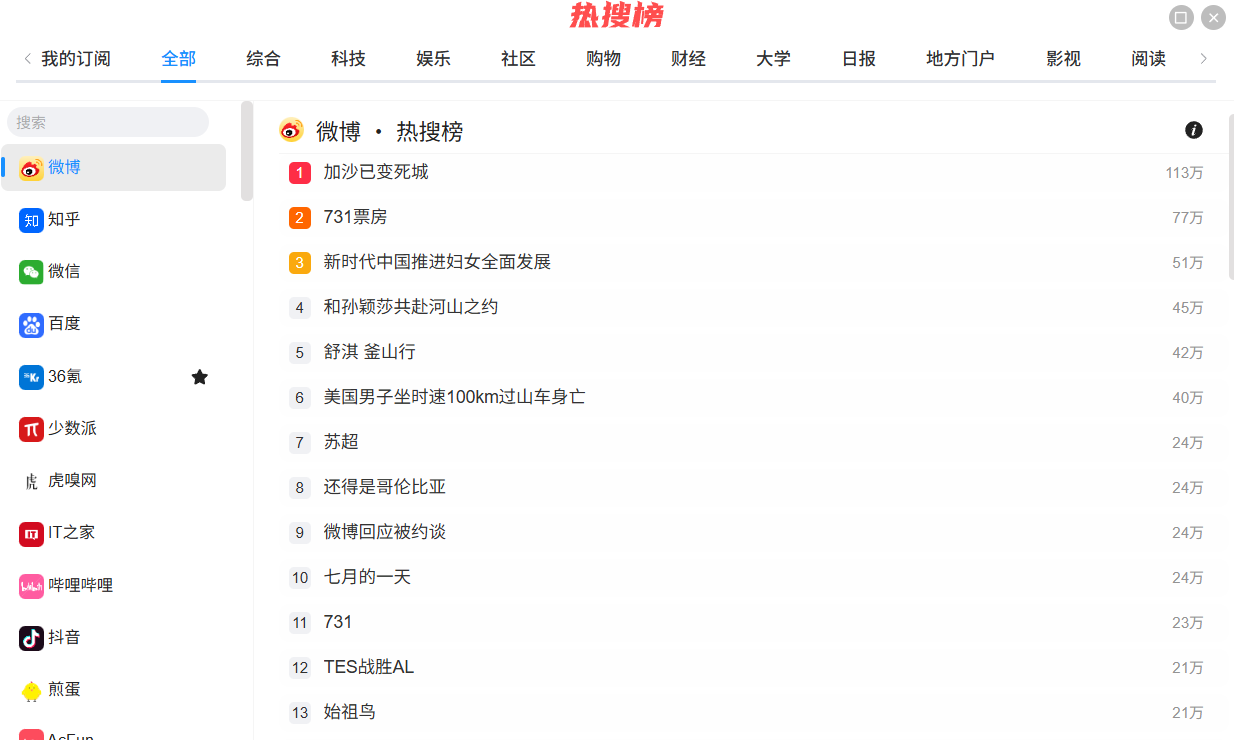 热搜榜
我的订阅 全部 综合 科技 娱乐 社区 购物 财经 大学 日报 地方门户 影视 阅读
搜索
微博
知乎
微信
百度
36氪
少数派
虎嗅网
IT之家
哔哩哔哩
抖音
煎蛋
AcFun
微博 · 热搜榜
1 加沙已变死城 113万
2 731票房 77万
3 新时代中国推进妇女全面发展 51万
4 和孙颖莎共赴河山之约 45万
5 舒淇 釜山行 42万
6 美国男子坐时速100km过山车身亡 40万
7 苏超 24万
8 还得是哥伦比亚 24万
9 微博回应被约谈 24万
10 七月的一天 24万
11 731 23万
12 TES战胜AL 21万
13 始祖鸟 21万